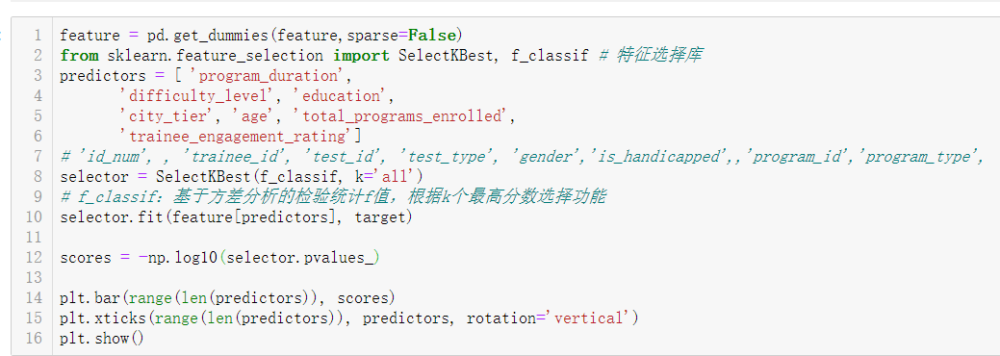 1 feature = pd.get_dummies(feature,sparse=False)
2 from sklearn.feature_selection import SelectKBest, f_classif # 特征选择库
3 predictors = [ 'program_duration',
4 'difficulty_level', 'education',
5 'city_tier', 'age', 'total_programs_enrolled',
6 'trainee_engagement_rating']
7 # 'id_num', , 'trainee_id', 'test_id', 'test_type', 'gender','is_handicapped',,'program_id','program_type',
8 selector = SelectKBest(f_classif, k='all')
9 # f_classif: 基于方差分析的检验统计f值，根据k个最高分数选择功能
10 selector.fit(feature[predictors], target)
11
12 scores = -np.log10(selector.pvalues_)
13
14 plt.bar(range(len(predictors)), scores)
15 plt.xticks(range(len(predictors)), predictors, rotation='vertical')
16 plt.show()